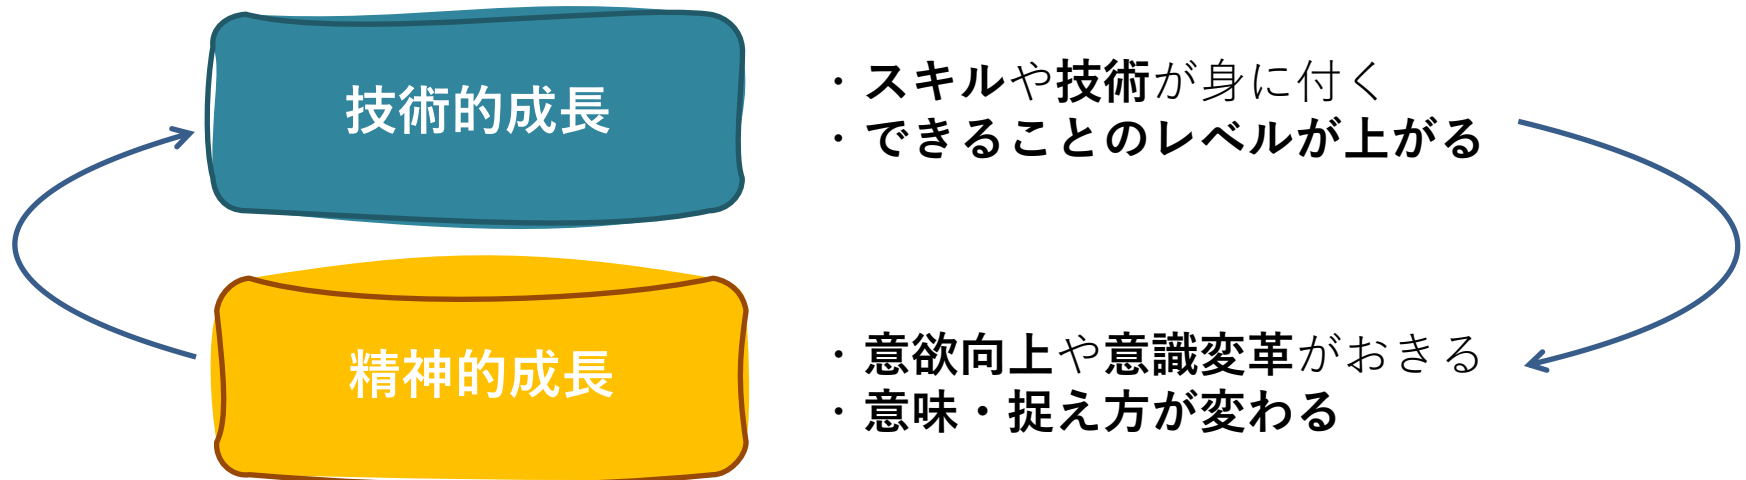 技術的成長
・スキルや技術が身に付く
・できることのレベルが上がる
精神的成長
・意欲向上や意識変革がおきる
・意味・捉え方が変わる